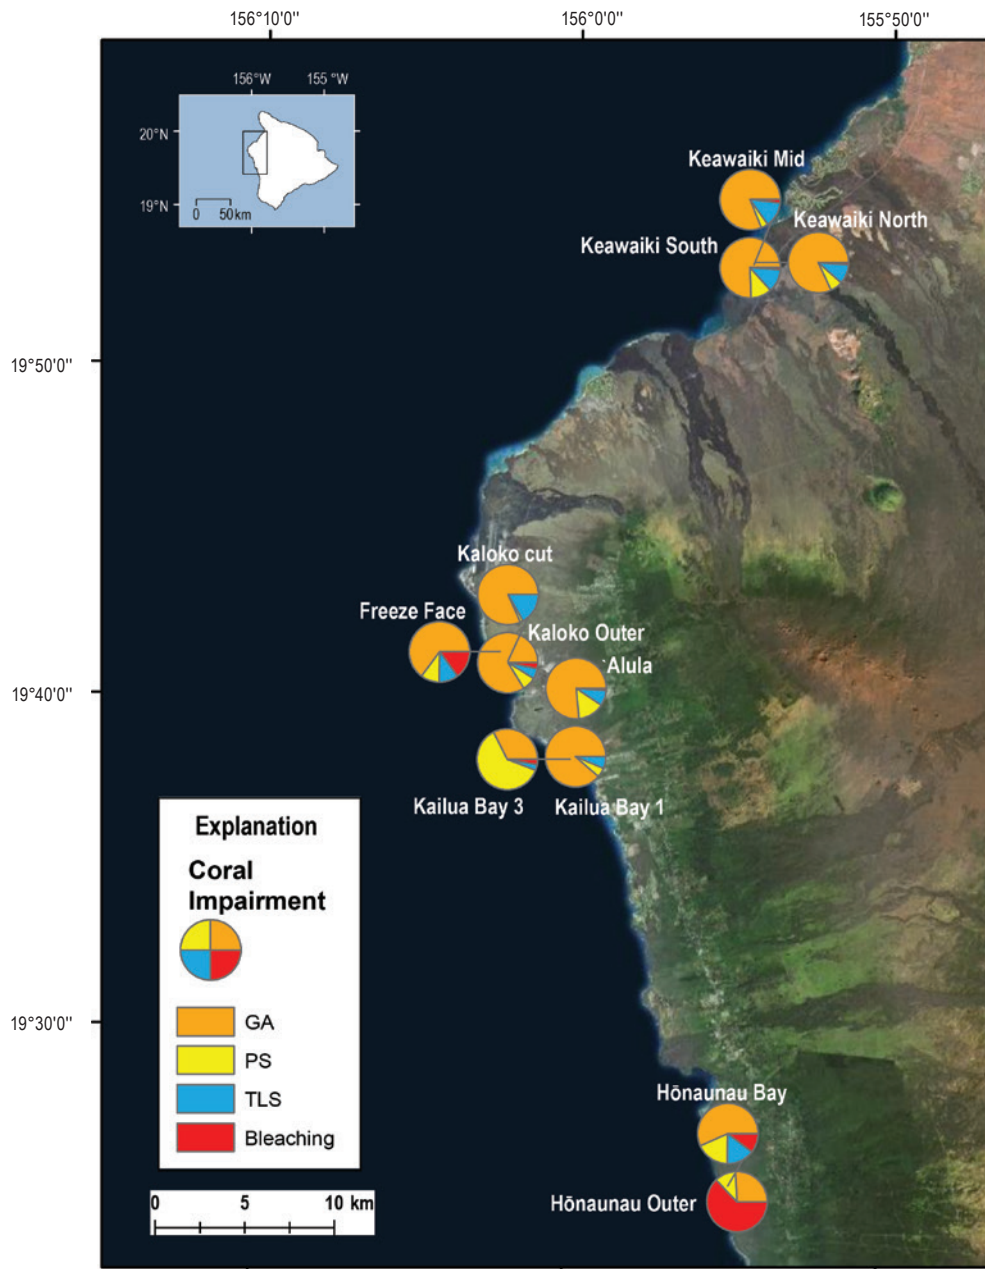 156°10'0"
156°0'0"
155°50'0"
156°W
155 °W
20°N
19°N
0
50km
Keawaiki Mid
Keawaiki North
Keawaiki South
19°50'0"
Kaloko cut
Freeze Face
Kaloko Outer
`Alula
19°40'0"
Kailua Bay 3
Kailua Bay 1
Explanation
Coral
Impairment
GA
PS
TLS
Bleaching
19°30'0"
Hōnaunau Bay
Hōnaunau Outer
0 5 10 km